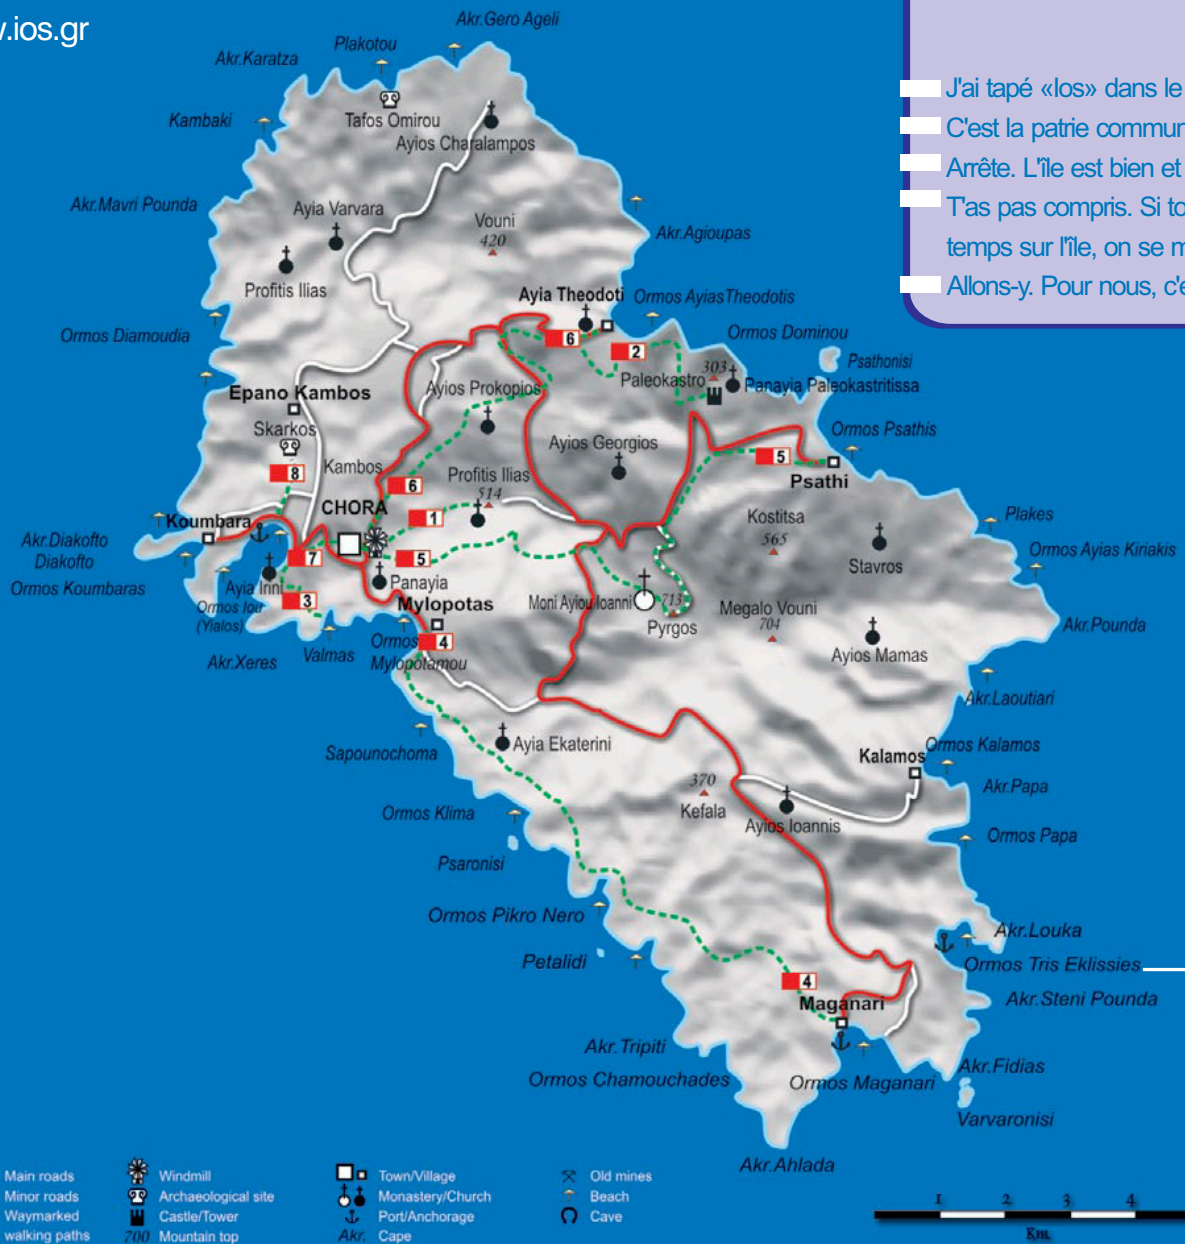 w.ios.gr
J'ai tapé «Ios» dans le
C'est la patrie commun
Arrête. L'île est bien et
T'as pas compris. Si to
temps sur l'île, on se m
Allons-y. Pour nous, c'e
Akr.Gero Ageli
Plakotou
Akr.Karatza
Tafos Omirou
Kambaki
Ayios Charalampos
Akr.Mavri Pounda
Ayia Varvara
Vouni
420
Akr.Agioupas
Profitis Ilias
Ayia Theodoti
Ormos AyiasTheodotis
Ormos Diamoudia
6
2
Ormos Dominou
303
Psathonisi
Paleokastro
Panayia Paleokastritissa
Epano Kambos
Ayios Prokopios
Skarkos
Ayios Georgios
Ormos Psathis
8
Kambos
Profitis Ilias
514
5
Psathi
6
CHORA
1
Kostitsa
565
Plakes
Koumbara
Akr.Diakofto
Diakofto
Stavros
Ormos Ayias Kiriakis
7
5
Ormos Koumbaras
Ayia Irini
Panayia
Moni Ayiou Ioanni
713
Pyrgos
Megalo Vouni
704
Ormos Iou
(Yialos)
3
Mylopotas
Akr.Pounda
Akr.Xeres
Valmas
Ormos
Mylopotamou
4
Ayios Mamas
Akr.Laoutiari
Sapounochoma
Ayia Ekaterini
Kalamos
Ormos Kalamos
370
Kefala
Akr.Papa
Ormos Klima
Ayios Ioannis
Ormos Papa
Psaronisi
Ormos Pikro Nero
Akr.Louka
Petalidi
Ormos Tris Eklissies
4
Maganari
Akr.Steni Pounda
Akr.Tripiti
Ormos Chamouchades
Ormos Maganari
Akr.Fidias
Varvaronisi
Akr.Ahlada
Main roads
Minor roads
Waymarked
walking paths
Windmill
Archaeological site
Castle/Tower
700 Mountain top
Town/Village
Monastery/Church
Port/Anchorage
Akr. Cape
Old mines
Beach
Cave
1 2 3 4
Km.